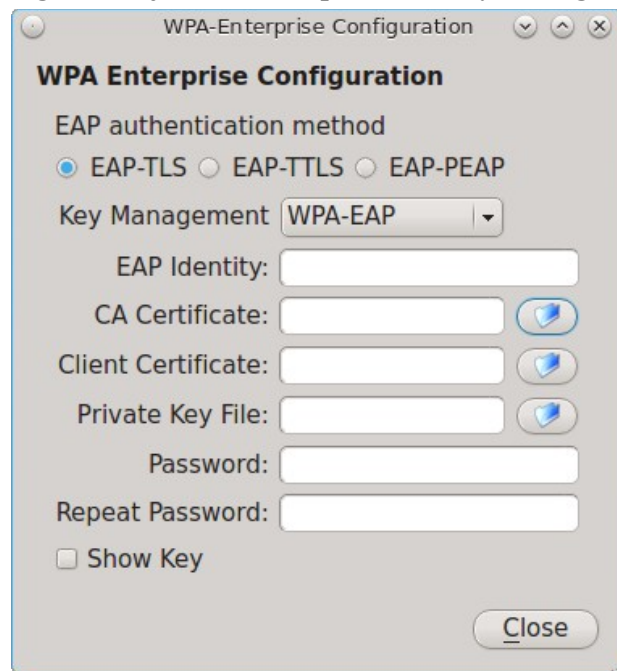 WPA-Enterprise Configuration
WPA Enterprise Configuration
EAP authentication method
EAP-TLS EAP-TTLS EAP-PEAP
Key Management WPA-EAP
EAP Identity:
CA Certificate:
Client Certificate:
Private Key File:
Password:
Repeat Password:
Show Key
Close